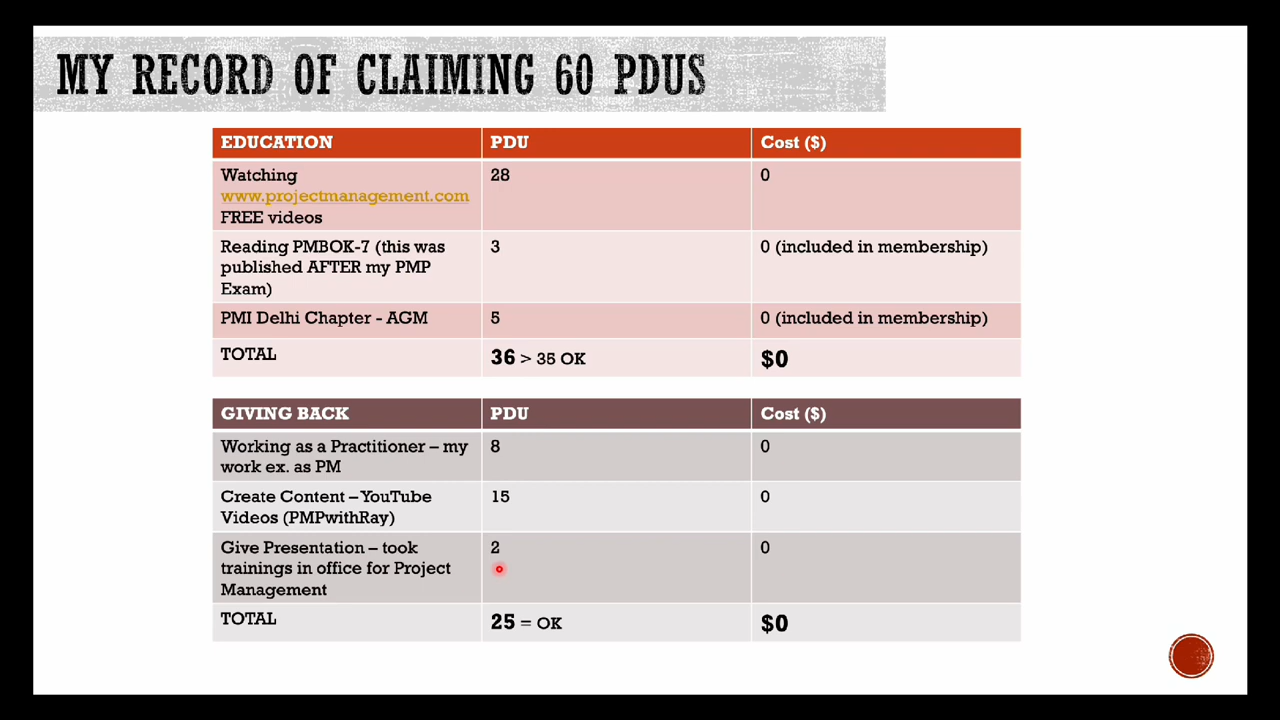 MY RECORD OF CLAIMING 60 PDUS
EDUCATION PDU Cost ($)
Watching 28 0
www.projectmanagement.com
FREE videos
Reading PMBOK-7 (this was 3 0 (included in membership)
published AFTER my PMP
Exam)
PMI Delhi Chapter - AGM 5 0 (included in membership)
TOTAL 36 > 35 OK $0
GIVING BACK PDU Cost ($)
Working as a Practitioner – my 8 0
work ex. as PM
Create Content – YouTube 15 0
Videos (PMPwithRay)
Give Presentation – took 2 0
trainings in office for Project
Management
TOTAL 25 = OK $0